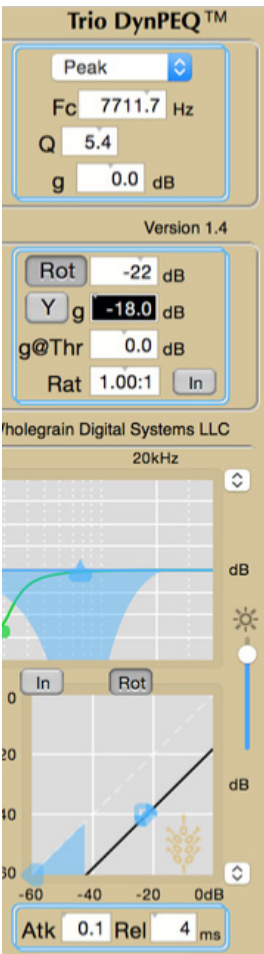 Trio DynPEQ™
Peak
Fc 7711.7 Hz
Q 5.4
g 0.0 dB
Version 1.4
Rot -22 dB
Y g -18.0 dB
g@Thr 0.0 dB
Rat 1.00:1 In
holegrain Digital Systems LLC
20kHz
dB
In Rot
0
20
dB
40
60
-60 -40 -20 0dB
Atk 0.1 Rel 4 ms